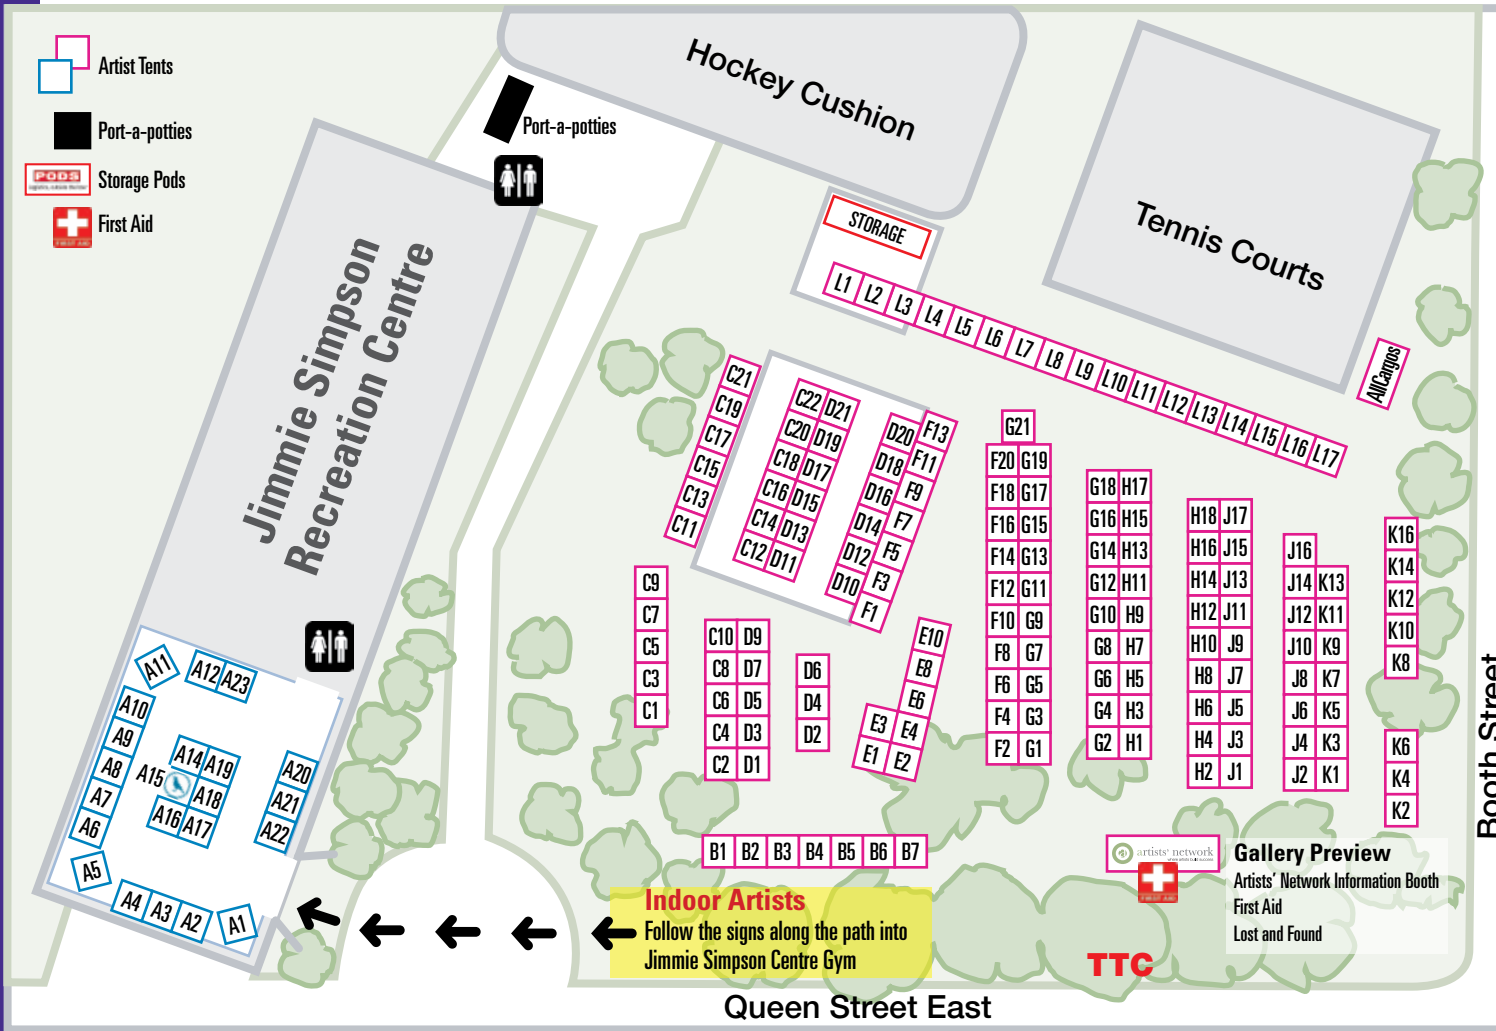 Artist Tents
Port-a-potties
PODS
Storage Pods
FIRST AID
First Aid
Hockey Cushion
Port-a-potties
STORAGE
Tennis Courts
AllCargos
Jimmie Simpson
Recreation Centre
L1 L2 L3 L4 L5 L6 L7 L8 L9 L10 L11 L12 L13 L14 L15 L16 L17
C21
C19
C17
C15
C13
C11
C22 D21
C20 D19
C18 D17
C16 D15
C14 D13
C12 D11
D20 F13
D18 F11
D16 F9
D14 F7
D12 F5
D10 F3
F1
G21
F20 G19
F18 G17
F16 G15
F14 G13
F12 G11
F10 G9
F8 G7
F6 G5
F4 G3
F2 G1
G18 H17
G16 H15
G14 H13
G12 H11
G10 H9
G8 H7
G6 H5
G4 H3
G2 H1
H18 J17
H16 J15
H14 J13
H12 J11
H10 J9
H8 J7
H6 J5
H4 J3
H2 J1
J16
J14 K13
J12 K11
J10 K9
J8 K7
J6 K5
J4 K3
J2 K1
K16
K14
K12
K10
K8
K6
K4
K2
C9
C7
C5
C3
C1
C10 D9
C8 D7
C6 D5
C4 D3
C2 D1
D6
D4
D2
E10
E8
E6
E3 E4
E1 E2
B1 B2 B3 B4 B5 B6 B7
A11
A12 A23
A10
A9
A8
A7
A6
A5
A14 A19
A15
A18
A16 A17
A20
A21
A22
A4 A3 A2
A1
Indoor Artists
Follow the signs along the path into
Jimmie Simpson Centre Gym
artists' network
FIRST AID
Gallery Preview
Artists' Network Information Booth
First Aid
Lost and Found
TTC
Queen Street East
Booth Street